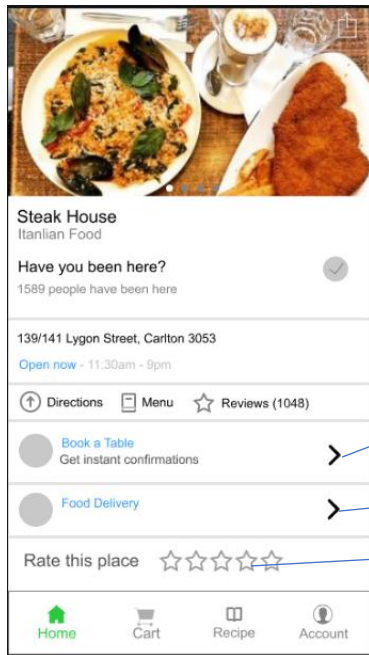 Steak House
Itanlian Food
Have you been here?
1589 people have been here
139/141 Lygon Street, Carlton 3053
Open now - 11:30am - 9pm
Directions Menu Reviews (1048)
Book a Table
Get instant confirmations
Food Delivery
Rate this place
Home Cart Recipe Account